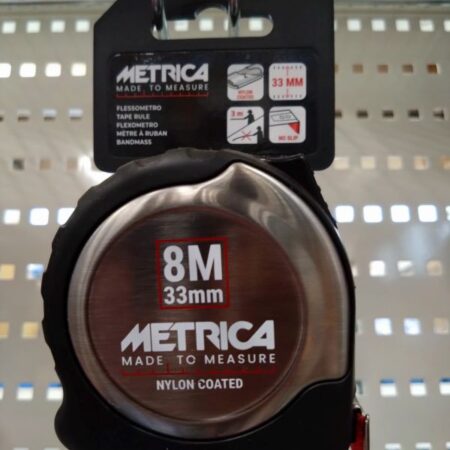 METRICA
MADE TO MEASURE
FLESSOMETRO
TAPE RULE
FLEXOMETRO
MÈTRE À RUBAN
BANDMASS
NYLON
COATED
33 MM
3 m
NO SLIP
8M
33mm
METRICA
MADE TO MEASURE
NYLON COATED